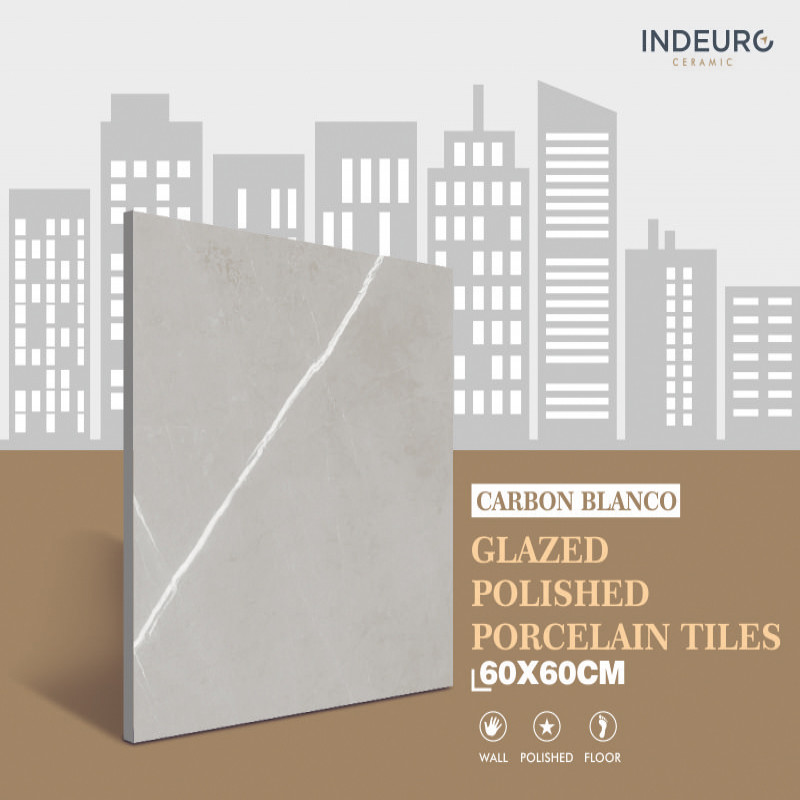 INDEURO
CERAMIC
CARBON BLANCO
GLAZED
POLISHED
PORCELAIN TILES
60X60CM
WALL POLISHED FLOOR